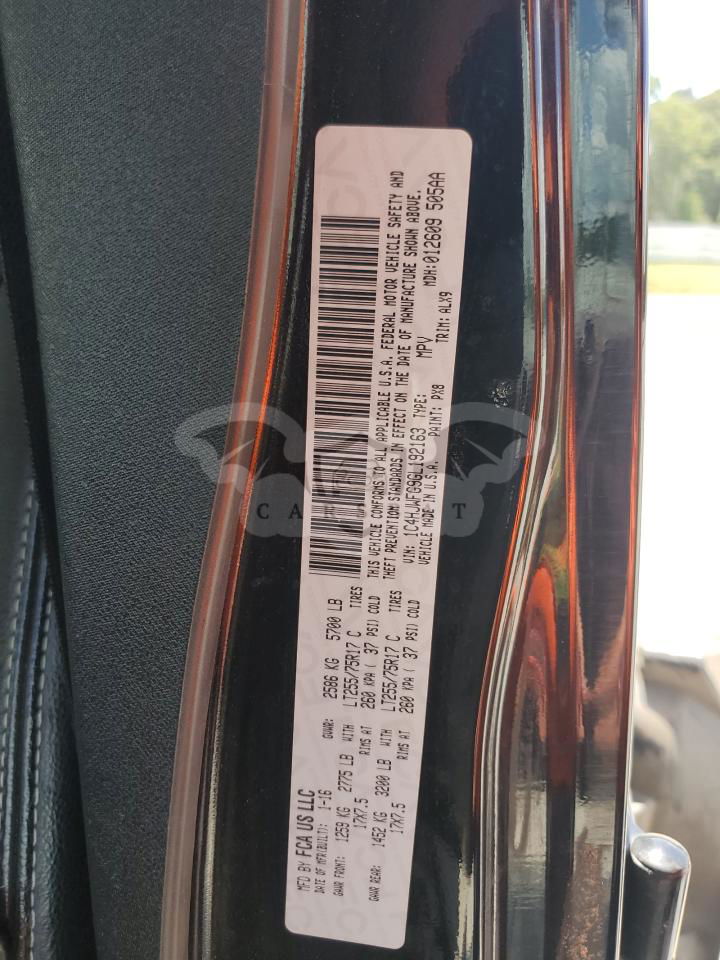 MFD BY FCA US LLC
DATE OF MFR(BUILT): 1-16 GVWR: 2586 KG 5700 LB
GAWR FRONT: 1259 KG 2775 LB WITH LT255/75R17 C TIRES
17X7.5 RIMS AT 260 KPA ( 37 PSI) COLD
GAWR REAR: 1452 KG 3200 LB WITH LT255/75R17 C TIRES
17X7.5 RIMS AT 260 KPA ( 37 PSI) COLD
THIS VEHICLE CONFORMS TO ALL APPLICABLE U.S.A. FEDERAL MOTOR VEHICLE SAFETY AND
THEFT PREVENTION STANDARDS IN EFFECT ON THE DATE OF MANUFACTURE SHOWN ABOVE.
VIN: 1C4HJWFG9GL192163 TYPE: MPV MDH:012609 505AA
VEHICLE MADE IN U.S.A. PAINT: PX8 TRIM: ALX9